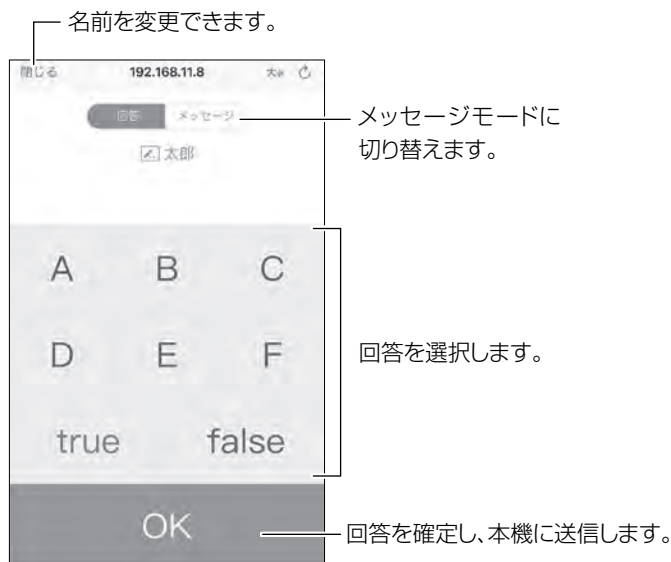 名前を変更できます。
閉じる 192.168.11.8 大小
回答 メッセージ
メッセージモードに
切り替えます。
太郎
A B C
D E F
回答を選択します。
true false
OK
回答を確定し、本機に送信します。